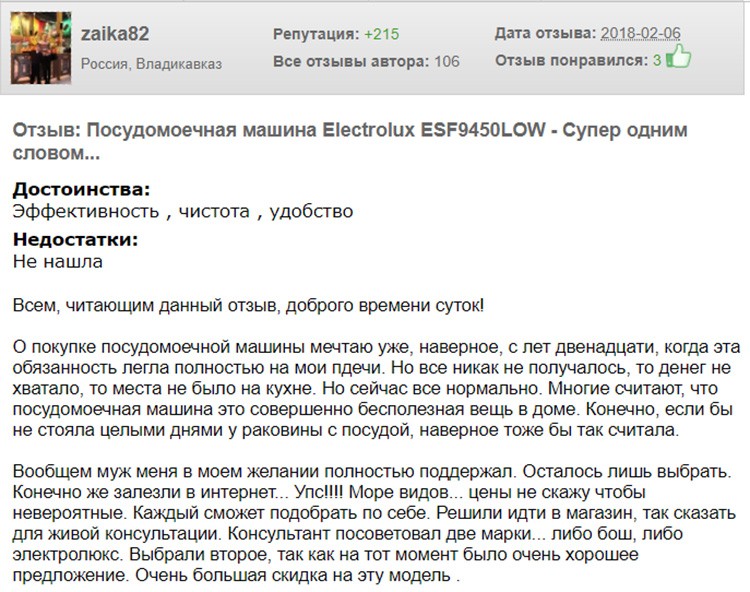 zaika82
Репутация: +215
Дата отзыва: 2018-02-06
Россия, Владикавказ
Все отзывы автора: 106
Отзыв понравился: 3
Отзыв: Посудомоечная машина Electrolux ESF9450LOW - Супер одним
словом...
Достоинства:
Эффективность , чистота , удобство
Недостатки:
Не нашла
Всем, читающим данный отзыв, доброго времени суток!
О покупке посудомоечной машины мечтаю уже, наверное, с лет двенадцати, когда эта
обязанность легла полностью на мои пдечи. Но все никак не получалось, то денег не
хватало, то места не было на кухне. Но сейчас все нормально. Многие считают, что
посудомоечная машина это совершенно бесполезная вещь в доме. Конечно, если бы
не стояла целыми днями у раковины с посудой, наверное тоже бы так считала.
Вообщем муж меня в моем желании полностью поддержал. Осталось лишь выбрать.
Конечно же залезли в интернет... Упс!!!! Море видов... цены не скажу чтобы
невероятные. Каждый сможет подобрать по себе. Решили идти в магазин, так сказать
для живой консультации. Консультант посоветовал две марки... либо бош, либо
электролюкс. Выбрали второе, так как на тот момент было очень хорошее
предложение. Очень большая скидка на эту модель .